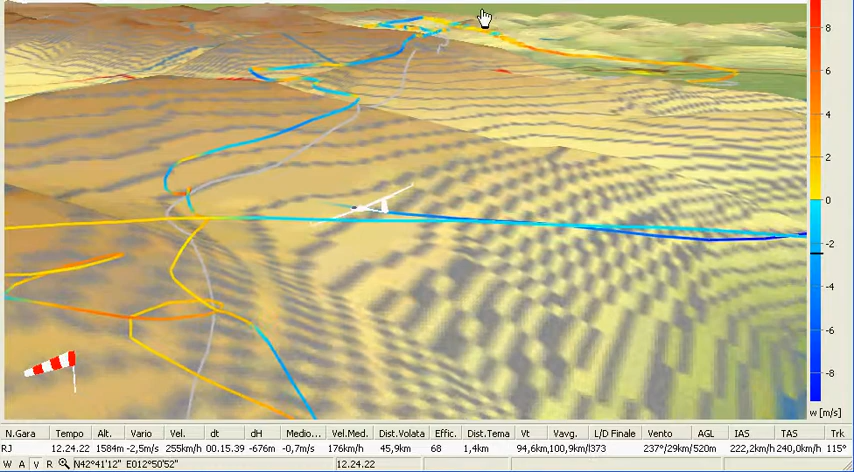 8
6
4
2
0
-2
-4
-6
-8
w [m/s]
N.Gara Tempo Alt. Vario Vel. dt dH Medio... Vel.Med. Dist.Volata Effic. Dist.Tema Vt Vavg. L/D Finale Vento AGL IAS TAS Trk
RJ 12.24.22 1584m -2,5m/s 255km/h 00.15.39 -676m -0,7m/s 176km/h 45,9km 68 1,4km 94,6km, 100,9km/l373 237°/29km/ 520m 222,2km/h 240,0km/h 115°
W A V R N42°41'12" E012°50'52" 12.24.22